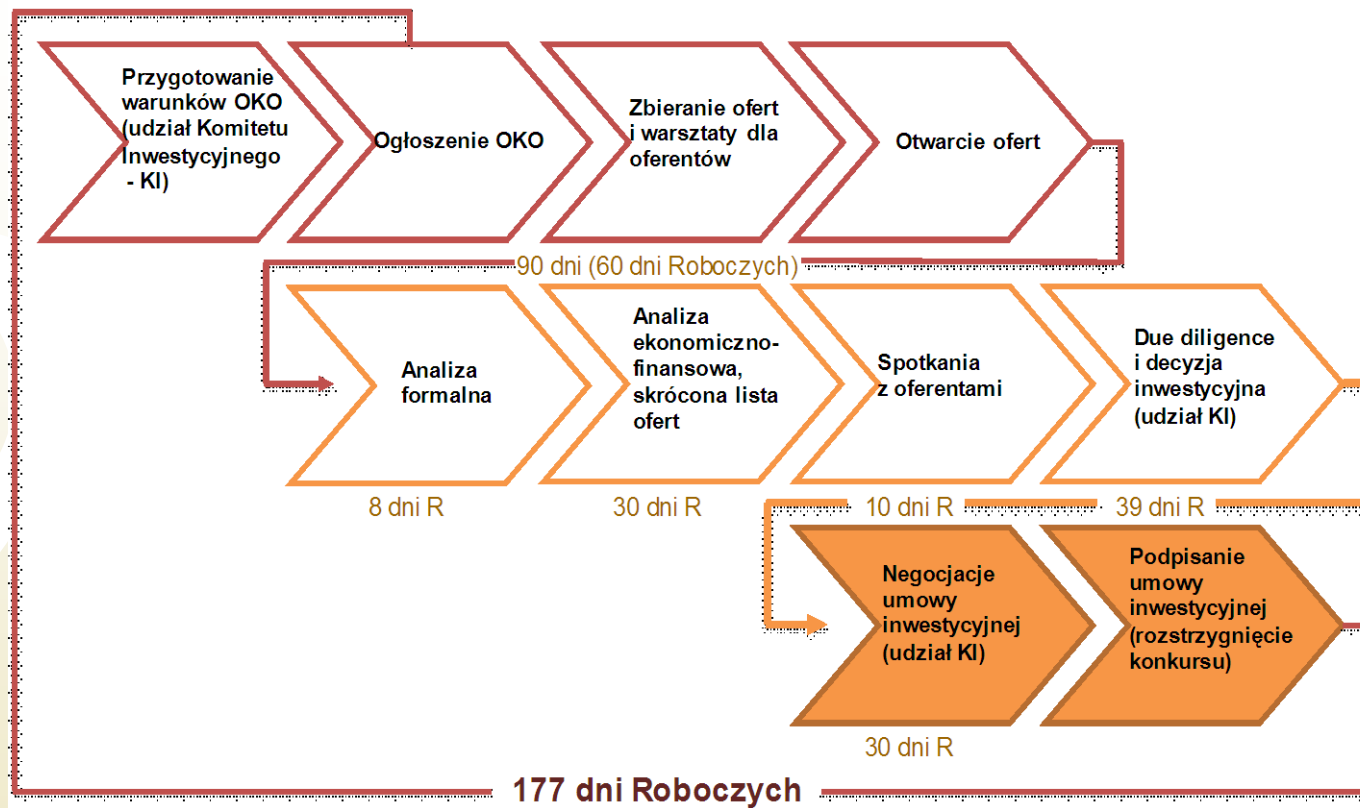 Przygotowanie
warunków OKO
(udział Komitetu
Inwestycyjnego
- KI)
Ogłoszenie OKO
Zbieranie ofert
i warsztaty dla
oferentów
Otwarcie ofert
90 dni (60 dni Roboczych)
Analiza
formalna
Analiza
ekonomiczno-
finansowa,
skrócona lista
ofert
Spotkania
z oferentami
Due diligence
i decyzja
inwestycyjna
(udział KI)
8 dni R
30 dni R
10 dni R
39 dni R
Negocjacje
umowy
inwestycyjnej
(udział KI)
Podpisanie
umowy
inwestycyjnej
(rozstrzygnięcie
konkursu)
30 dni R
177 dni Roboczych